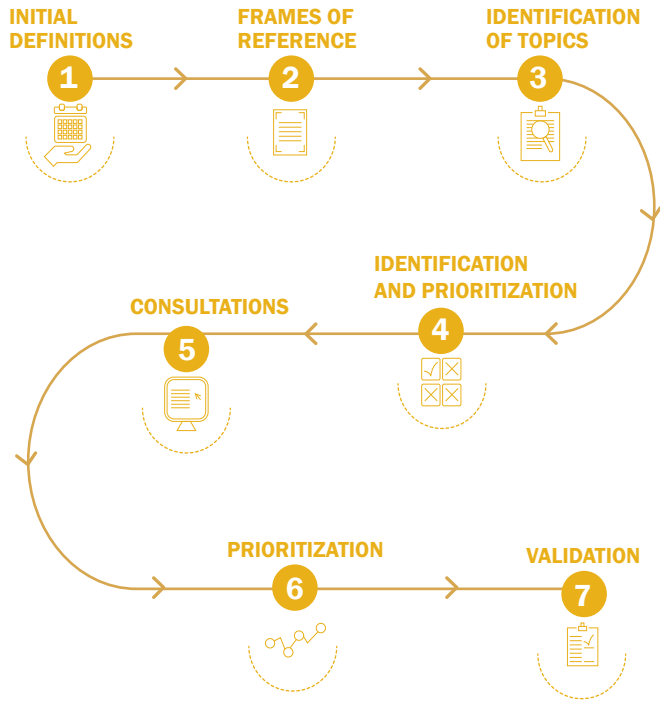 INITIAL
DEFINITIONS
1
FRAMES OF
REFERENCE
2
IDENTIFICATION
OF TOPICS
3
IDENTIFICATION
AND PRIORITIZATION
4
CONSULTATIONS
5
PRIORITIZATION
6
VALIDATION
7